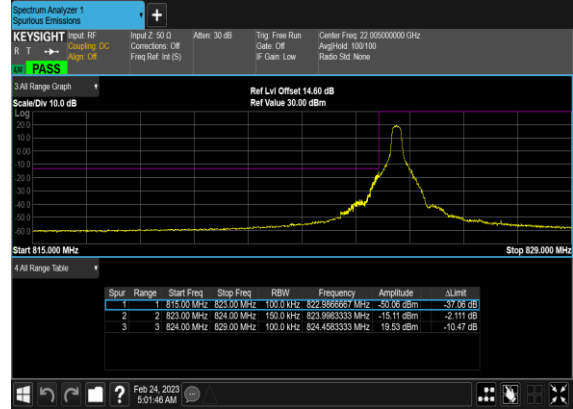 Spectrum Analyzer 1
Spurious Emissions
KEYSIGHT Input: RF Input Z: 50 Ω Atten: 30 dB Trig: Free Run Center Freq: 22.005000000 GHz
R T Coupling: DC Corrections: Off Gate: Off Avg|Hold: 100/100
Align: Off Freq Ref: Int (S) IF Gain: Low Radio Std: None
PASS
3 All Range Graph
Ref Lvl Offset 14.60 dB
Scale/Div 10.0 dB Ref Value 30.00 dBm
Log
20.0
10.0
0.00
-10.0
-20.0
-30.0
-40.0
-50.0
-60.0
Start 815.000 MHz Stop 829.000 MHz
4 All Range Table
Spur Range Start Freq Stop Freq RBW Frequency Amplitude ΔLimit
1 1 815.00 MHz 823.00 MHz 100.0 kHz 822.9866667 MHz -50.06 dBm -37.06 dB
2 2 823.00 MHz 824.00 MHz 150.0 kHz 823.9983333 MHz -15.11 dBm -2.111 dB
3 3 824.00 MHz 829.00 MHz 100.0 kHz 824.4583333 MHz 19.53 dBm -10.47 dB
? Feb 24, 2023
5:01:46 AM